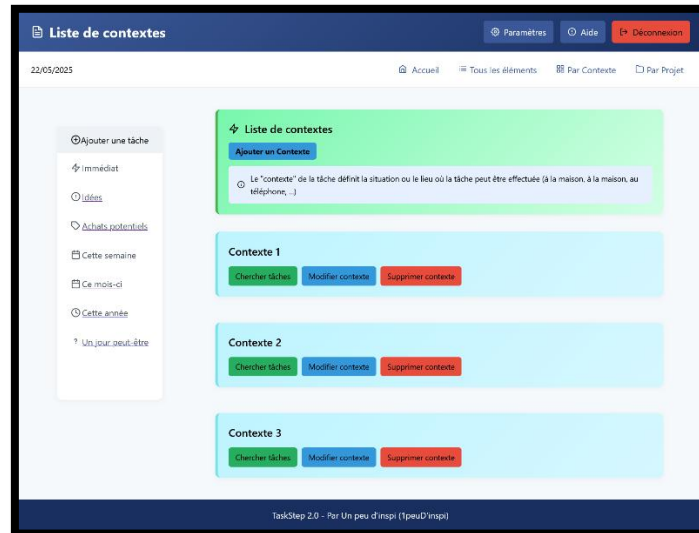 Liste de contextes
Paramètres
Aide
Déconnexion
22/05/2025
Accueil
Tous les éléments
Par Contexte
Par Projet
Ajouter une tâche
Immédiat
Idées
Achats potentiels
Cette semaine
Ce mois-ci
Cette année
? Un jour peut-être
Liste de contextes
Ajouter un Contexte
Le "contexte" de la tâche définit la situation ou le lieu où la tâche peut être effectuée (à la maison, à la maison, au
téléphone, ...)
Contexte 1
Chercher tâches
Modifier contexte
Supprimer contexte
Contexte 2
Chercher tâches
Modifier contexte
Supprimer contexte
Contexte 3
Chercher tâches
Modifier contexte
Supprimer contexte
TaskStep 2.0 - Par Un peu d'inspi (1peuD'inspi)